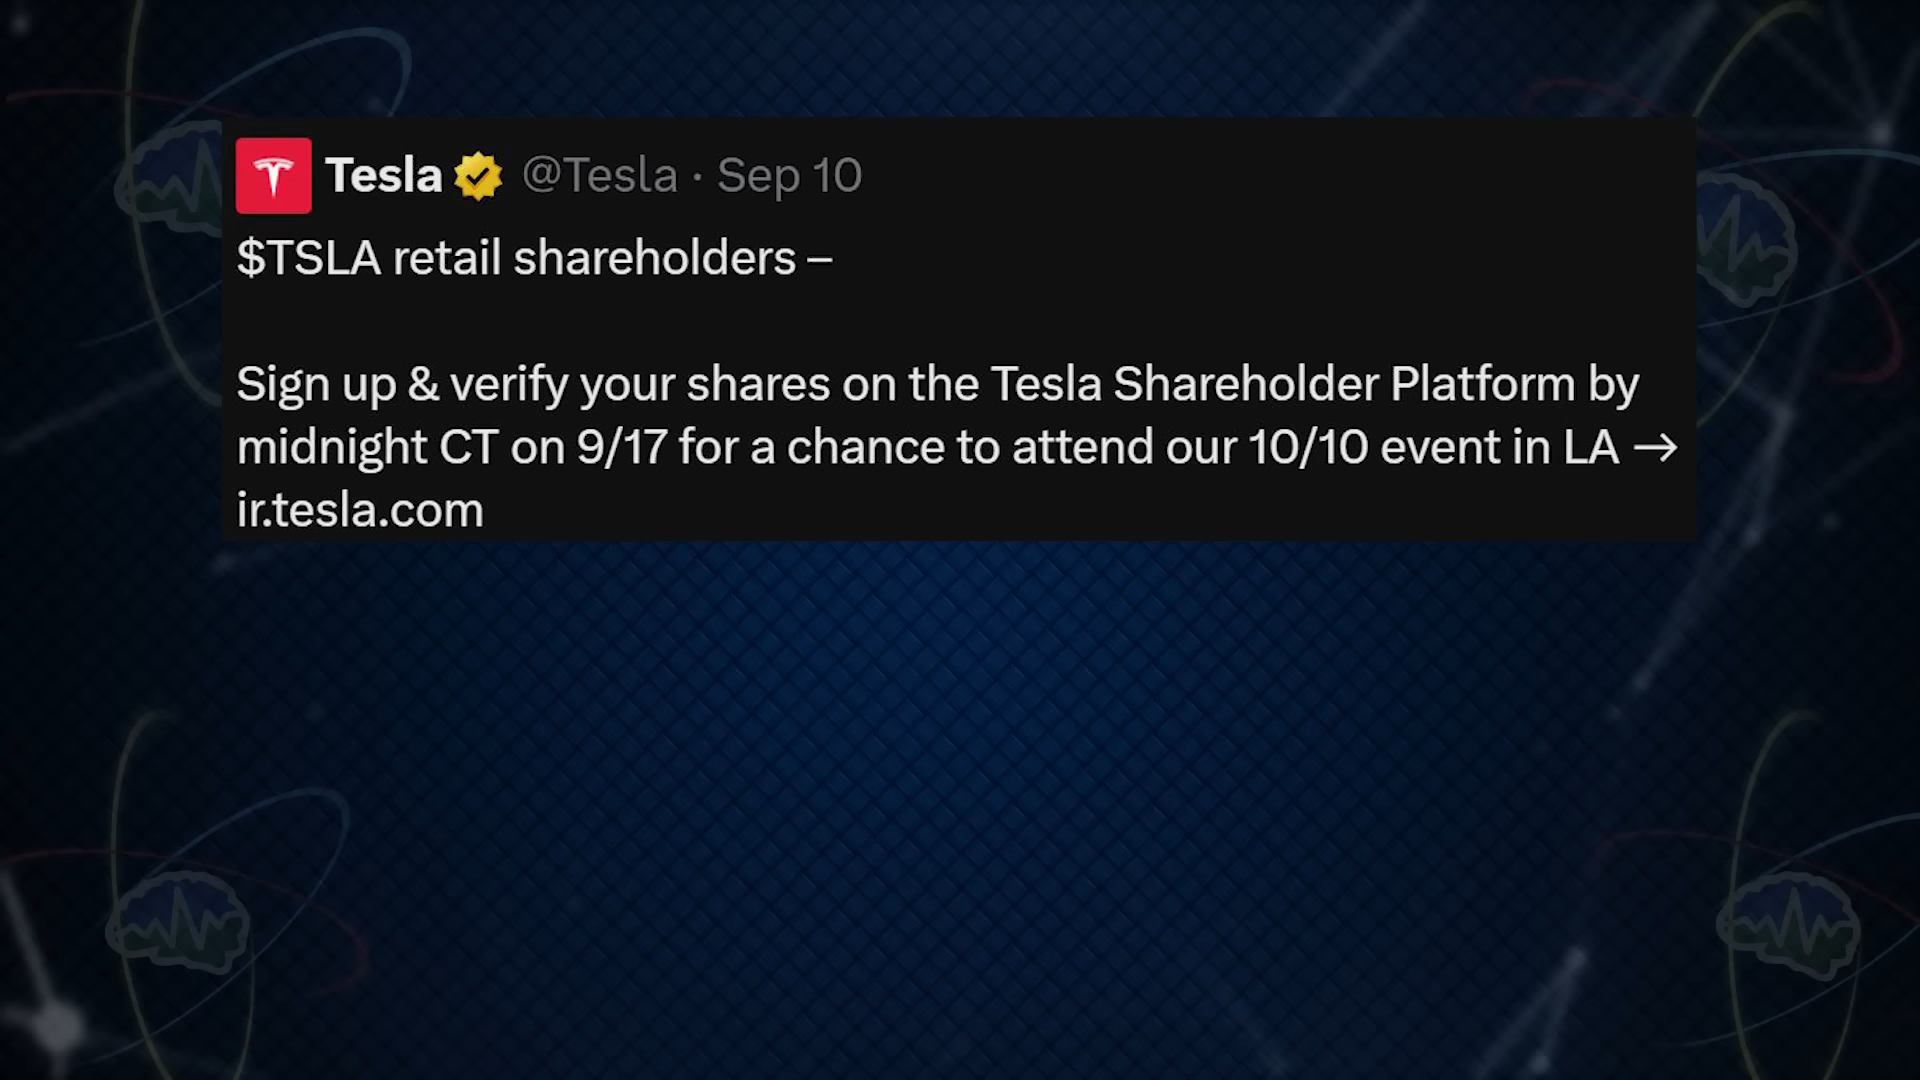 Tesla @Tesla · Sep 10
$TSLA retail shareholders –
Sign up & verify your shares on the Tesla Shareholder Platform by
midnight CT on 9/17 for a chance to attend our 10/10 event in LA →
ir.tesla.com